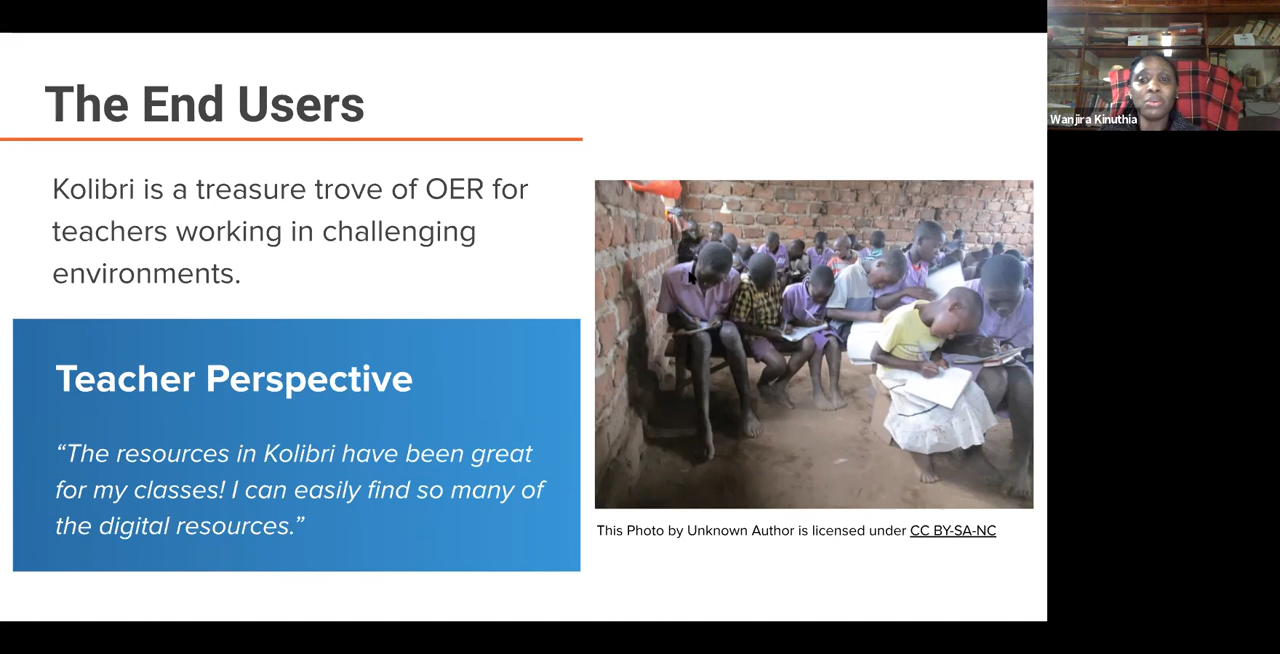 The End Users
Kolibri is a treasure trove of OER for
teachers working in challenging
environments.
Teacher Perspective
“The resources in Kolibri have been great
for my classes! I can easily find so many of
the digital resources.”
This Photo by Unknown Author is licensed under CC BY-SA-NC
Wanjira Kinuthia